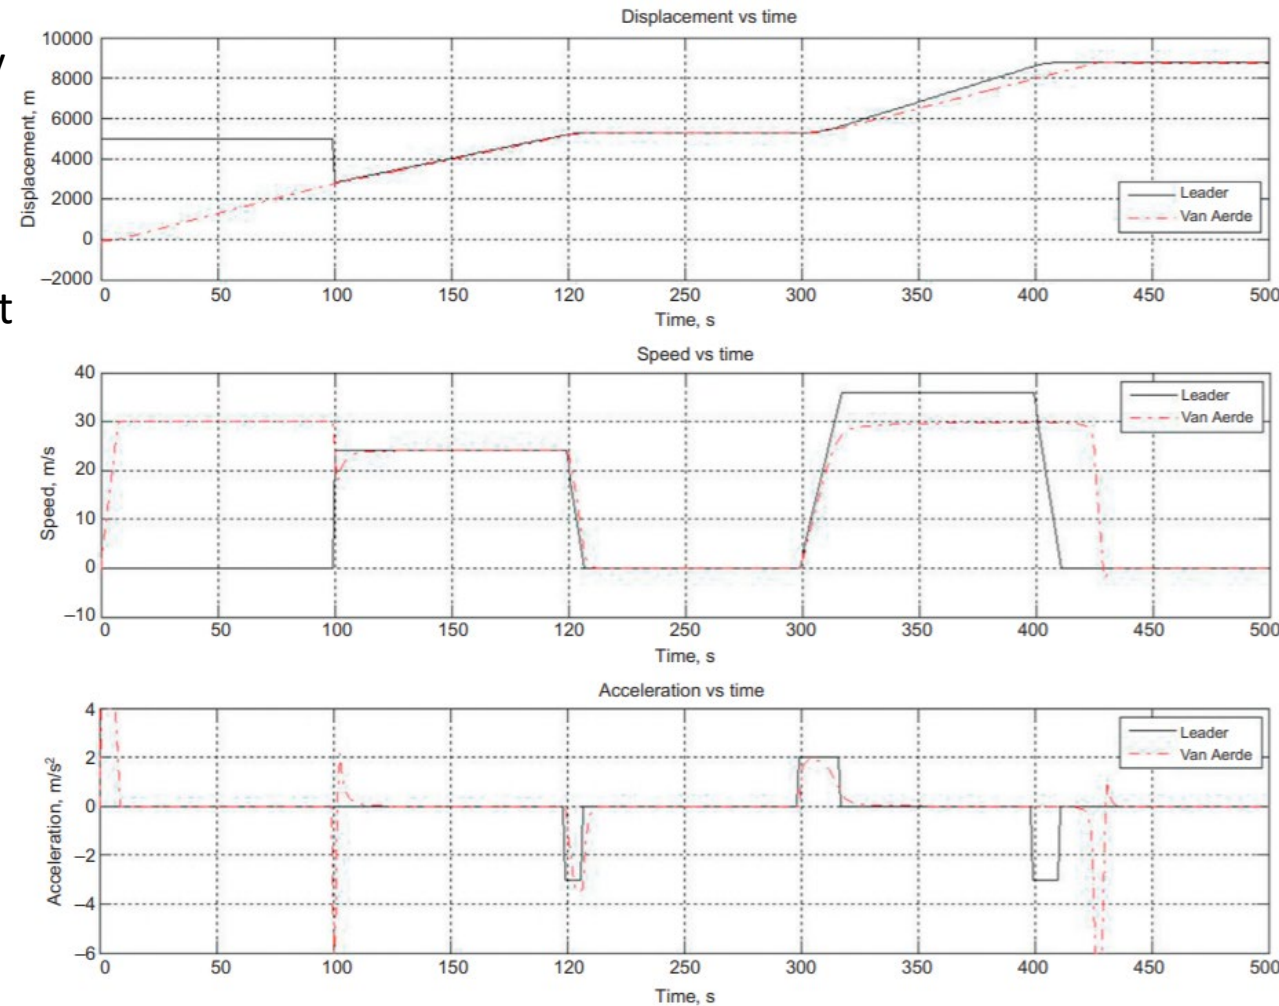 Displacement vs time
y
10000
8000
6000
4000
2000
0
–2000
Displacement, m
Leader
Van Aerde
t
0 50 100 150 120 250 300 350 400 450 500
Time, s
Speed vs time
40
30
20
10
0
–10
Speed, m/s
Leader
Van Aerde
0 50 100 150 120 250 300 350 400 450 500
Time, s
Acceleration vs time
4
2
0
–2
–4
–6
Acceleration, m/s²
Leader
Van Aerde
0 50 100 150 120 250 300 350 400 450 500
Time, s